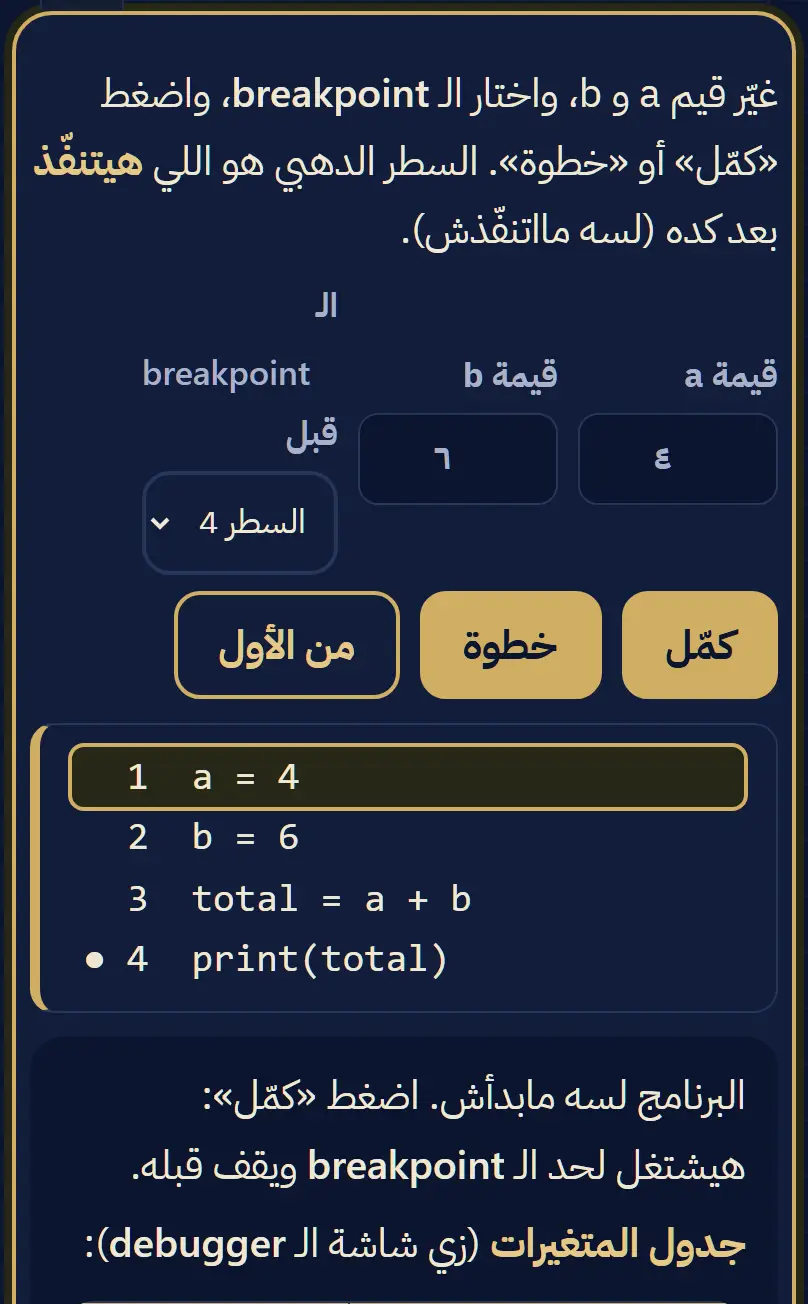 غيّر قيم a و b، واختار الـ breakpoint، واضغط
«كمّل» أو «خطوة». السطر الدهبي هو اللي هيتنفّذ
بعد كده (لسه مااتنفّذش).
قيمة a
٤
قيمة b
٦
الـ
breakpoint
قبل
السطر 4
كمّل
خطوة
من الأول
1 a = 4
2 b = 6
3 total = a + b
● 4 print(total)
البرنامج لسه مابدأش. اضغط «كمّل»:
هيشتغل لحد الـ breakpoint ويقف قبله.
جدول المتغيرات (زي شاشة الـ debugger):